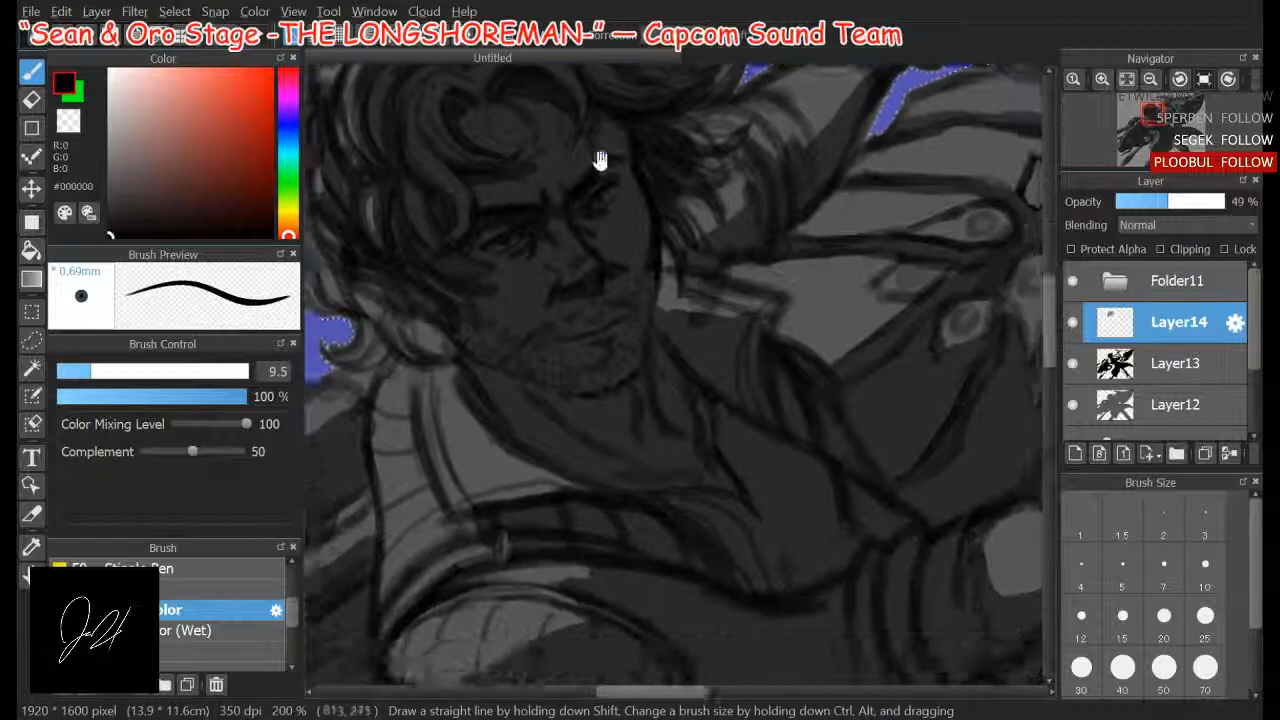 File Edit Layer Filter Select Snap Color View Tool Window Cloud Help
“Sean & Oro Stage -THE LONGSHOREMAN-” — Capcom Sound Team
Color
Untitled
Navigator
5PERBEN FOLLOW
SEGEK FOLLOW
PLOOBUL FOLLOW
R:0
G:0
B:0
#000000
Layer
Opacity 49 %
Blending Normal
Protect Alpha Clipping Lock
Brush Preview
* 0.69mm
Folder11
Layer14
Layer13
Layer12
Brush Control
9.5
100 %
Color Mixing Level 100
Complement 50
Brush Size
1 1.5 2 3
4 5 7 10
12 15 20 25
30 40 50 70
Brush
olor
or (Wet)
1920 * 1600 pixel (13.9 * 11.6cm) 350 dpi 200 % (813, 275) Draw a straight line by holding down Shift, Change a brush size by holding down Ctrl, Alt, and dragging